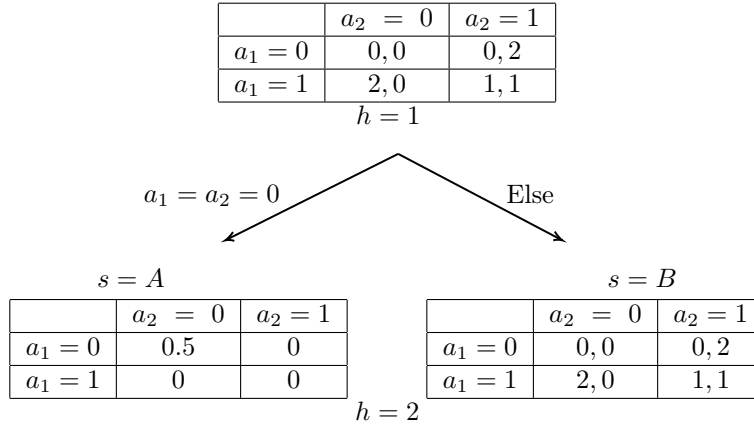 a₂ = 0 a₂ = 1
a₁ = 0 0, 0 0, 2
a₁ = 1 2, 0 1, 1
h = 1
a₁ = a₂ = 0 Else
s = A s = B
a₂ = 0 a₂ = 1 a₂ = 0 a₂ = 1
a₁ = 0 0.5 0 a₁ = 0 0, 0 0, 2
a₁ = 1 0 0 a₁ = 1 2, 0 1, 1
h = 2